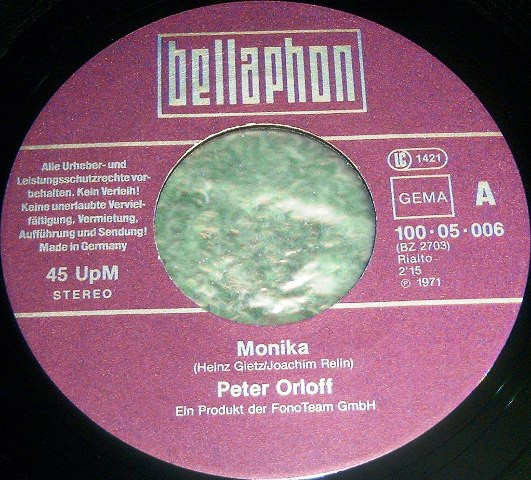 bellaphon
Alle Urheber- und
Leistungsschutzrechte vor-
behalten. Kein Verleih!
Keine unerlaubte Verviel-
fältigung, Vermietung,
Aufführung und Sendung!
Made in Germany
45 UpM
STEREO
LC 1421
GEMA
A
100·05·006
(BZ 2703)
Rialto
2'15
℗ 1971
Monika
(Heinz Gietz/Joachim Relin)
Peter Orloff
Ein Produkt der FonoTeam GmbH